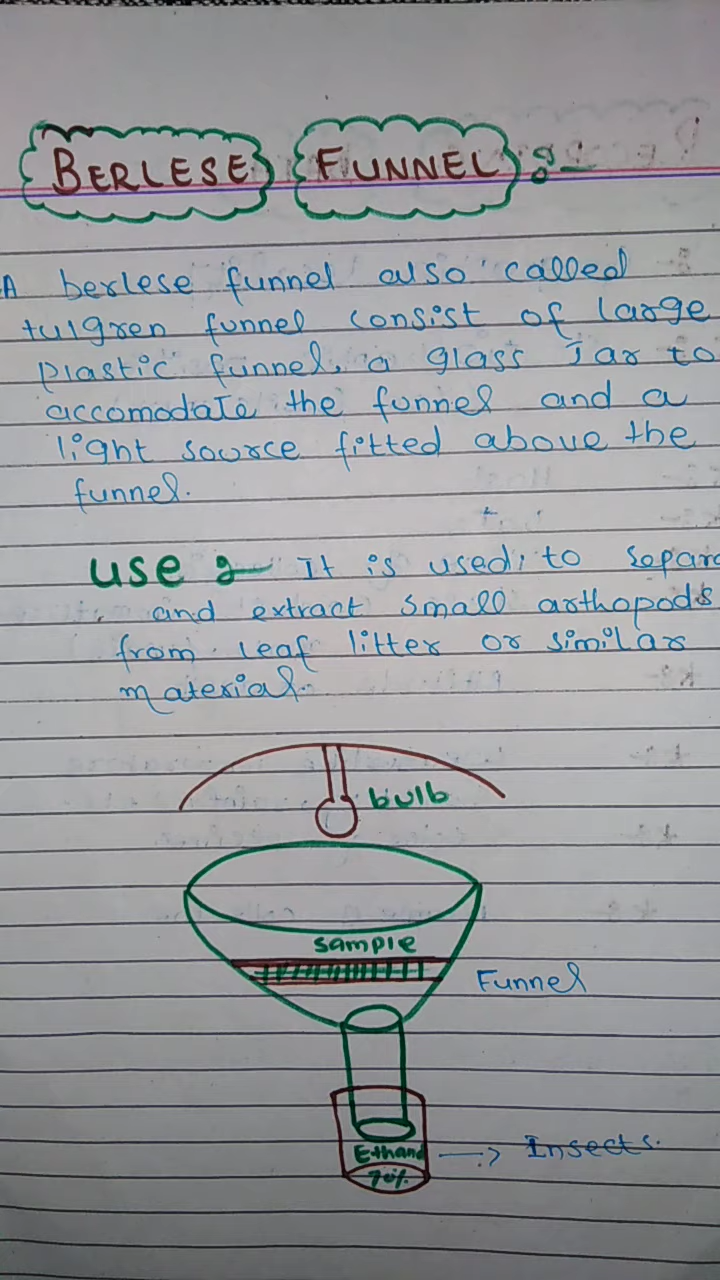 BERLESE FUNNEL :-
A berlese funnel also called
tulgren funnel consist of large
plastic funnel, a glass Jar to
accomodate the funnel and a
light source fitted above the
funnel.
use :- It is used, to separa
and extract small arthopods
from leaf litter or similar
material.
bulb
sample
Funnel
Ethanol
70%
Insects.